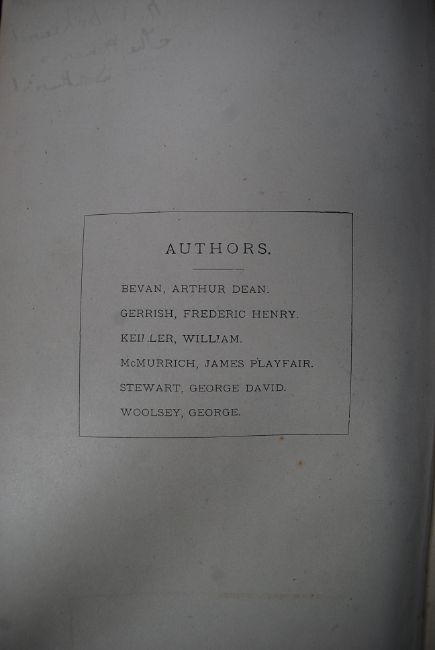 AUTHORS.
BEVAN, ARTHUR DEAN.
GERRISH, FREDERIC HENRY.
KEILLER, WILLIAM.
McMURRICH, JAMES PLAYFAIR.
STEWART, GEORGE DAVID.
WOOLSEY, GEORGE.